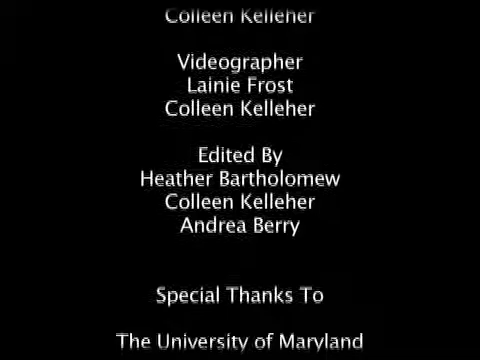 Colleen Kelleher
Videographer
Lainie Frost
Colleen Kelleher
Edited By
Heather Bartholomew
Colleen Kelleher
Andrea Berry
Special Thanks To
The University of Maryland